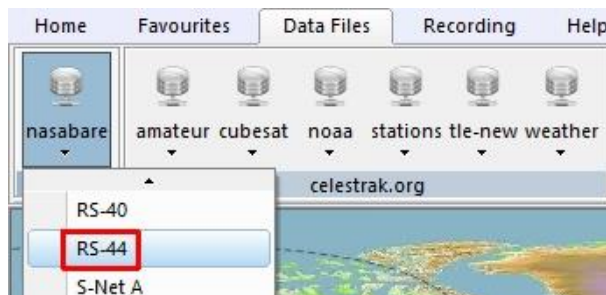 Home Favourites Data Files Recording Help
nasabare amateur cubesat noaa stations tle-new weather
celestrak.org
RS-40
RS-44
S-Net A